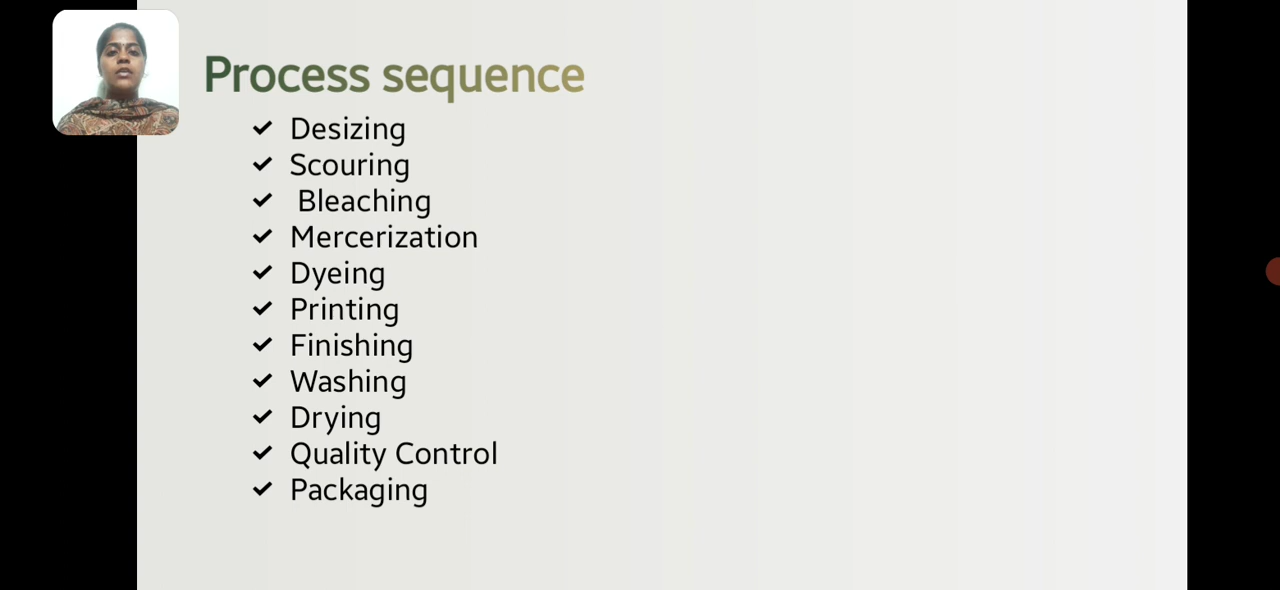 Process sequence
✔ Desizing
✔ Scouring
✔ Bleaching
✔ Mercerization
✔ Dyeing
✔ Printing
✔ Finishing
✔ Washing
✔ Drying
✔ Quality Control
✔ Packaging